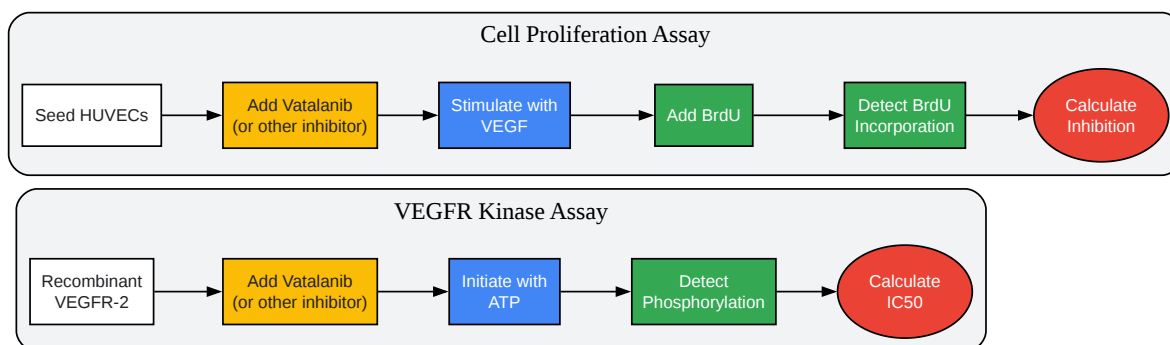 Cell Proliferation Assay
Seed HUVECs
Add Vatalanib
(or other inhibitor)
Stimulate with
VEGF
Add BrdU
Detect BrdU
Incorporation
Calculate
Inhibition
VEGFR Kinase Assay
Recombinant
VEGFR-2
Add Vatalanib
(or other inhibitor)
Initiate with
ATP
Detect
Phosphorylation
Calculate
IC50